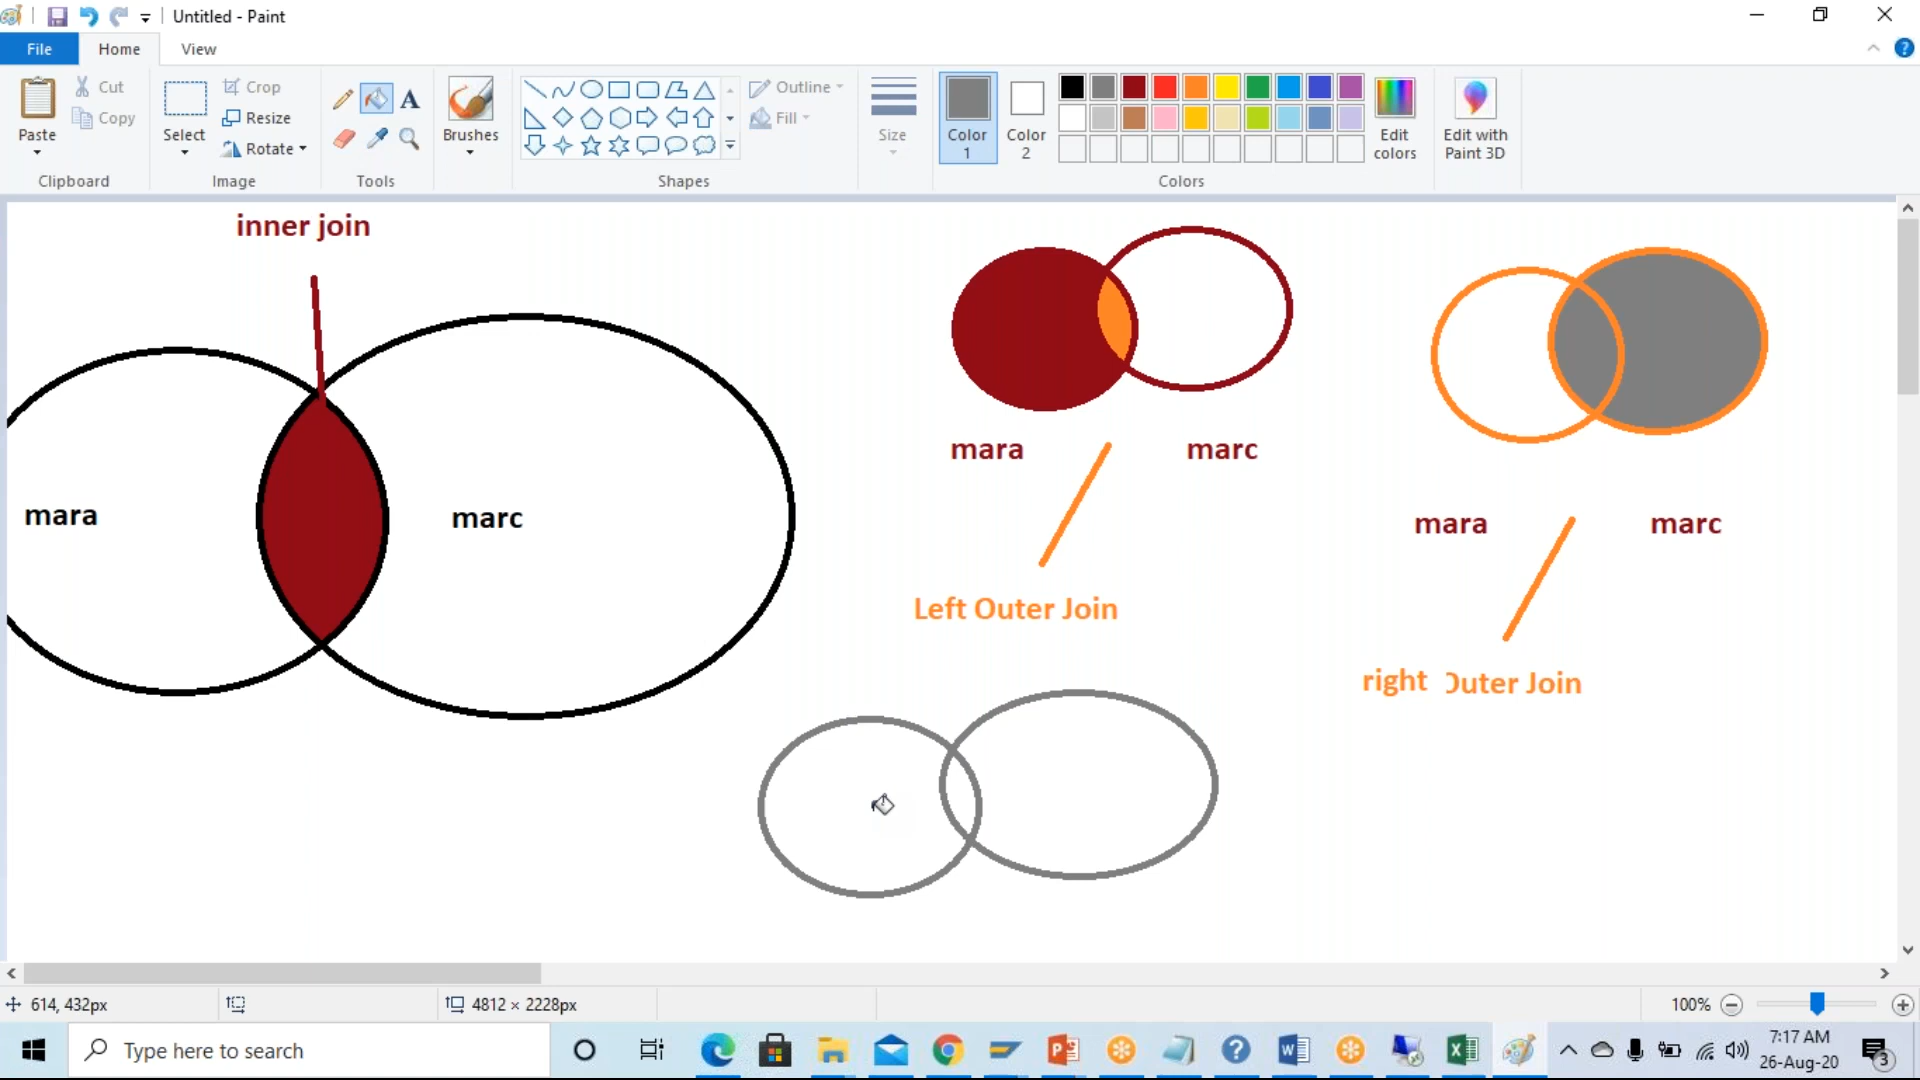 Untitled - Paint
File
Home
View
Paste
Cut
Copy
Clipboard
Select
Crop
Resize
Rotate
Image
A
Tools
Brushes
Shapes
Outline
Fill
Size
Color
1
Color
2
Edit
colors
Edit with
Paint 3D
Colors
inner join
mara
marc
mara
marc
Left Outer Join
mara
marc
right
Outer Join
614, 432px
4812 × 2228px
100%
Type here to search
7:17 AM
26-Aug-20
3